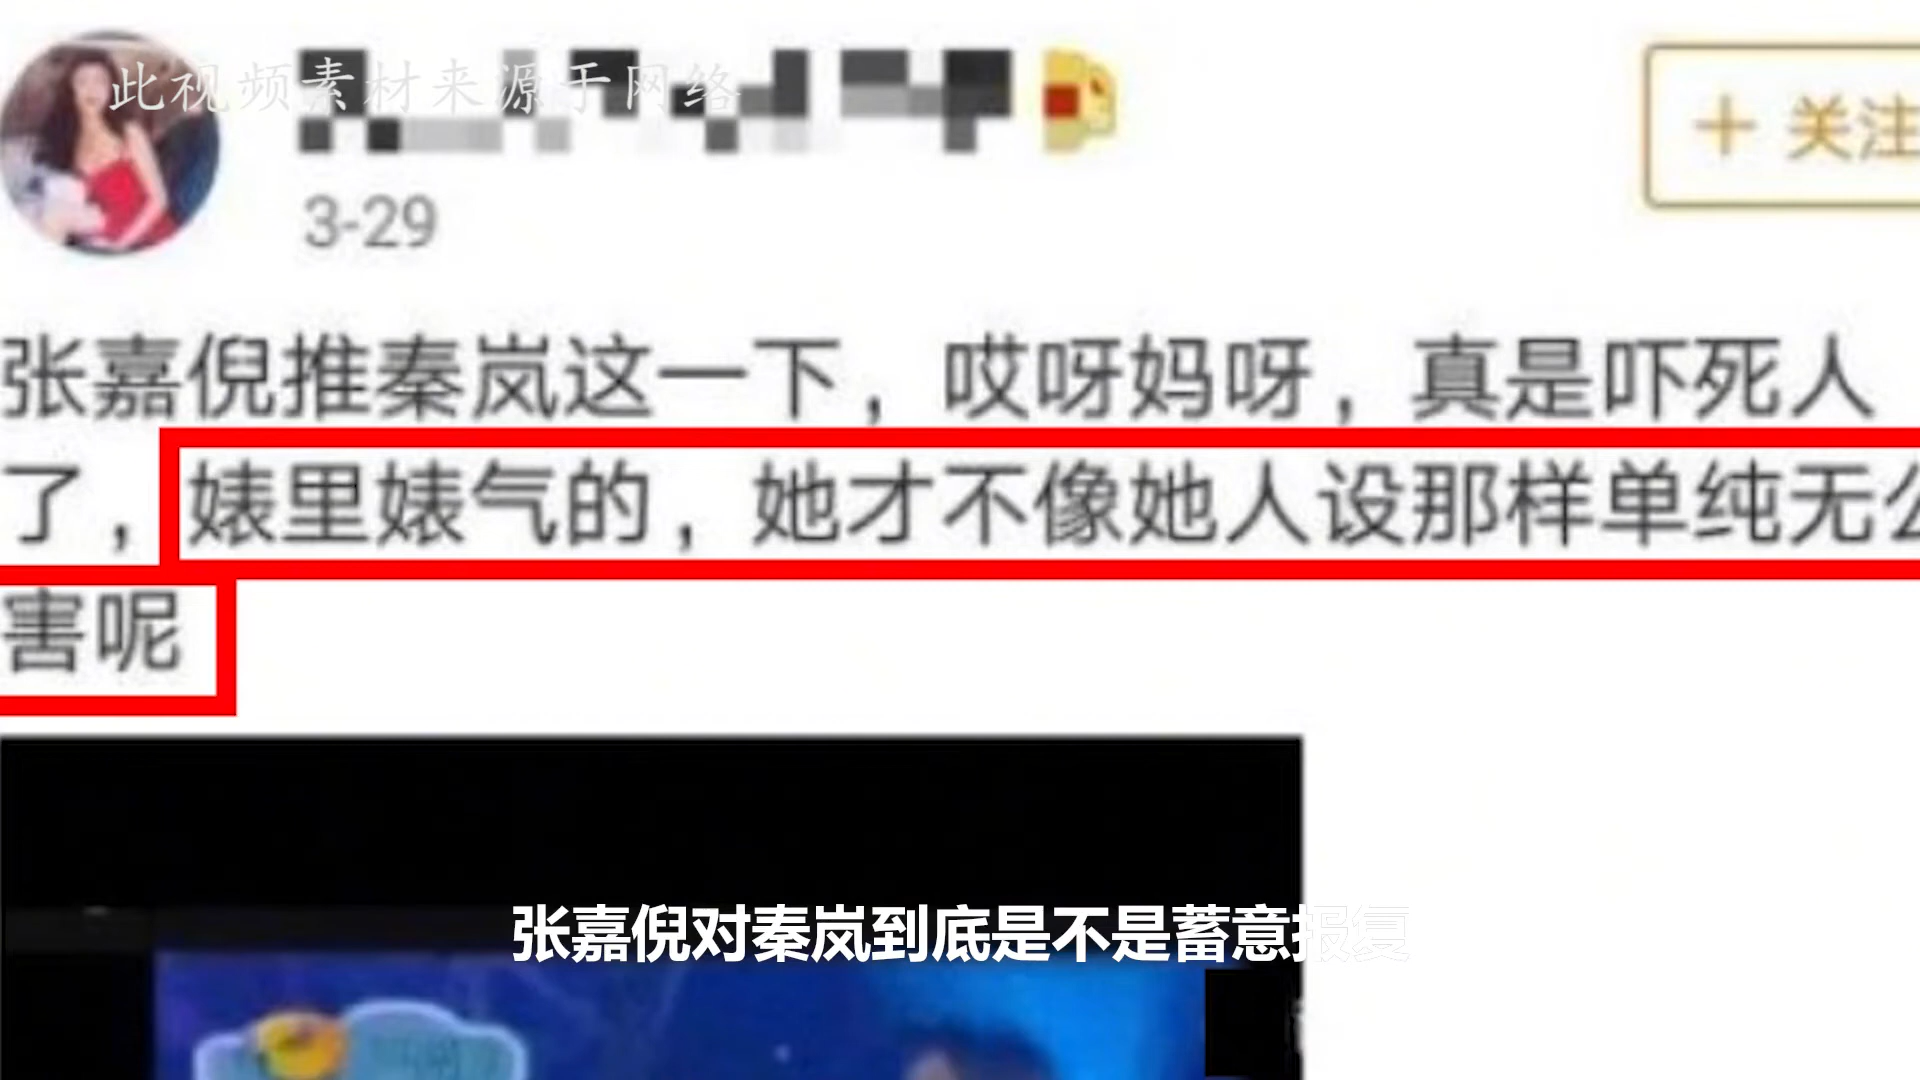 此视频素材来源于网络
3-29
+ 关注
张嘉倪推秦岚这一下，哎呀妈呀，真是吓死人
了，婊里婊气的，她才不像她人设那样单纯无公
害呢
张嘉倪对秦岚到底是不是蓄意报复